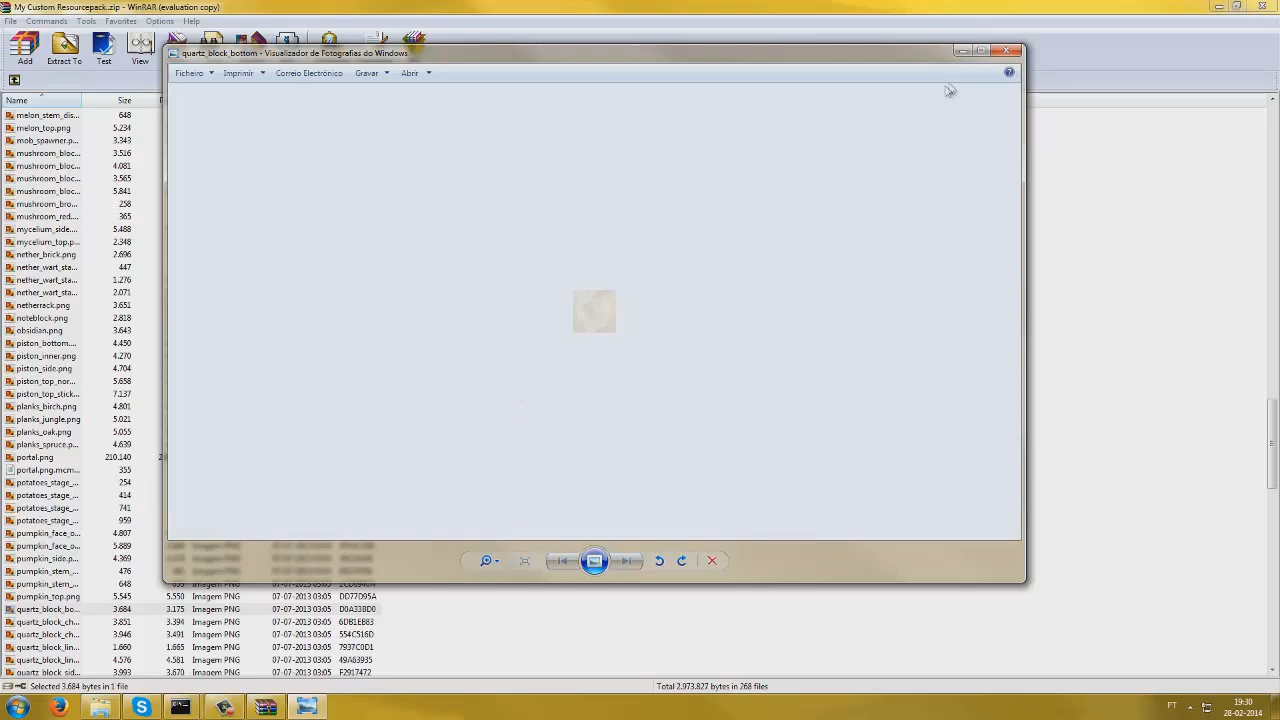 My Custom Resourcepack.zip - WinRAR (evaluation copy)
File Commands Tools Favorites Options Help
Add Extract To Test View
quartz_block_bottom - Visualizador de Fotografias do Windows
Ficheiro Imprimir Correio Electrónico Gravar Abrir
Name Size
melon_stem_dis... 648
melon_top.png 5.234
mob_spawner.p... 3.343
mushroom_bloc... 3.516
mushroom_bloc... 4.081
mushroom_bloc... 3.565
mushroom_bloc... 5.841
mushroom_bro... 258
mushroom_red.... 365
mycelium_side.... 5.488
mycelium_top.p... 2.348
nether_brick.png 2.696
nether_wart_sta... 447
nether_wart_sta... 1.276
nether_wart_sta... 2.071
netherrack.png 3.651
noteblock.png 2.818
obsidian.png 3.643
piston_bottom.... 4.450
piston_inner.png 4.270
piston_side.png 4.704
piston_top_nor... 5.658
piston_top_stick... 7.137
planks_birch.png 4.801
planks_jungle.png 5.021
planks_oak.png 5.055
planks_spruce.p... 4.639
portal.png 210.140
portal.png.mcm... 355
potatoes_stage_... 254
potatoes_stage_... 414
potatoes_stage_... 741
potatoes_stage_... 959
pumpkin_face_o... 4.807
pumpkin_face_o... 5.889
pumpkin_side.p... 4.369
pumpkin_stem_... 476
pumpkin_stem_... 648
pumpkin_top.png 5.545 5.550 Imagem PNG 07-07-2013 03:05 DD77D95A
quartz_block_bo... 3.684 3.175 Imagem PNG 07-07-2013 03:05 D0A33BD0
quartz_block_ch... 3.851 3.394 Imagem PNG 07-07-2013 03:05 6DB1EB83
quartz_block_ch... 3.946 3.491 Imagem PNG 07-07-2013 03:05 554C516D
quartz_block_lin... 1.660 1.665 Imagem PNG 07-07-2013 03:05 7937C0D1
quartz_block_lin... 4.576 4.581 Imagem PNG 07-07-2013 03:05 49A63935
quartz_block_sid... 3.993 3.670 Imagem PNG 07-07-2013 03:05 F2917472
Selected 3.684 bytes in 1 file Total 2.973.827 bytes in 268 files
PT 19:30
28-02-2014